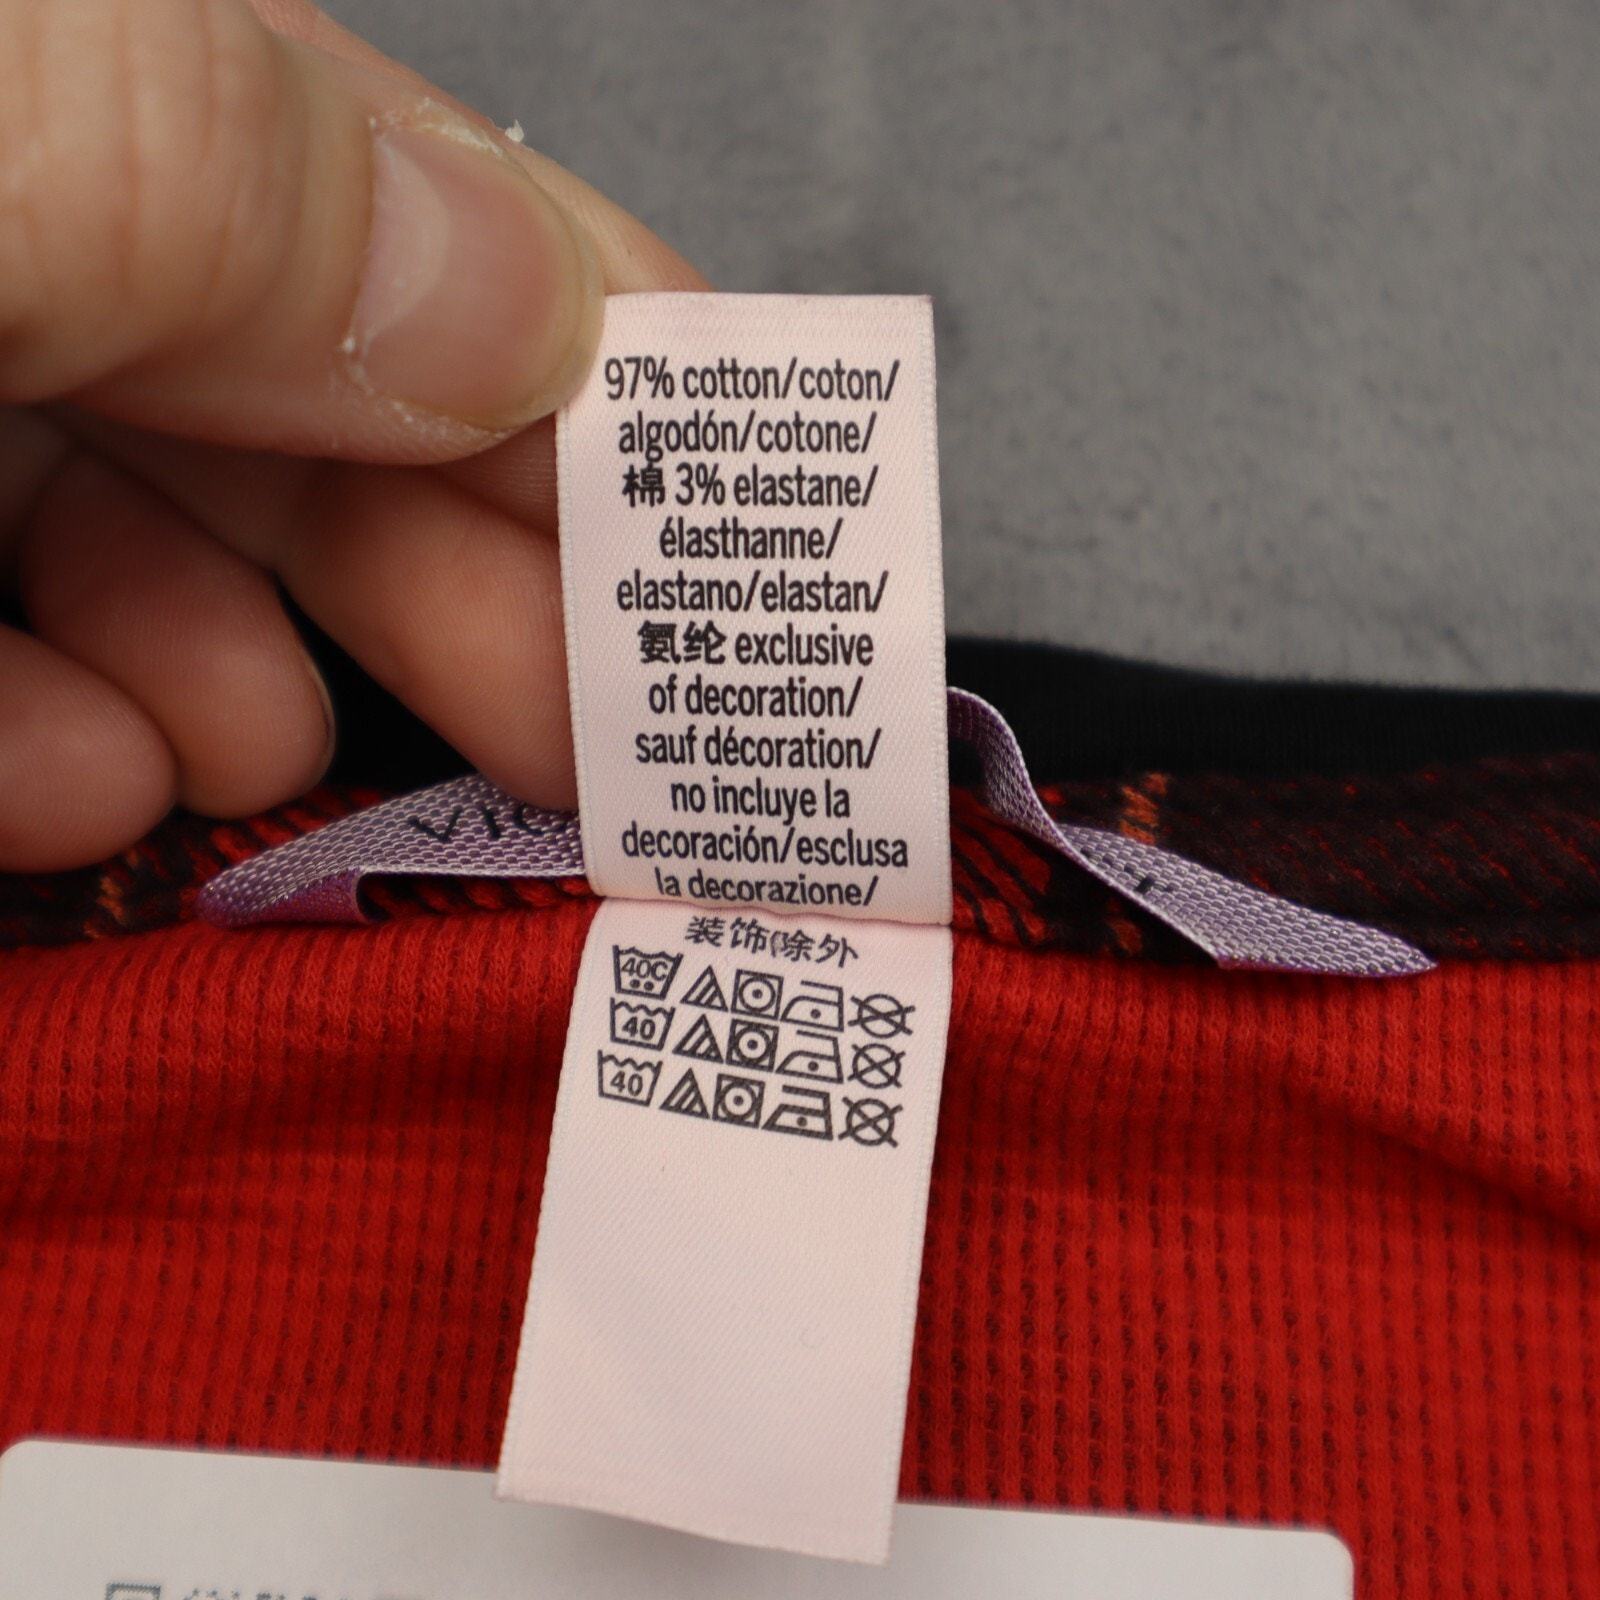 97% cotton/coton/
algodón/cotone/
棉 3% elastane/
élasthanne/
elastano/elastan/
氨纶 exclusive
of decoration/
sauf décoration/
no incluye la
decoración/esclusa
la decorazione/
装饰除外
40C
40
40